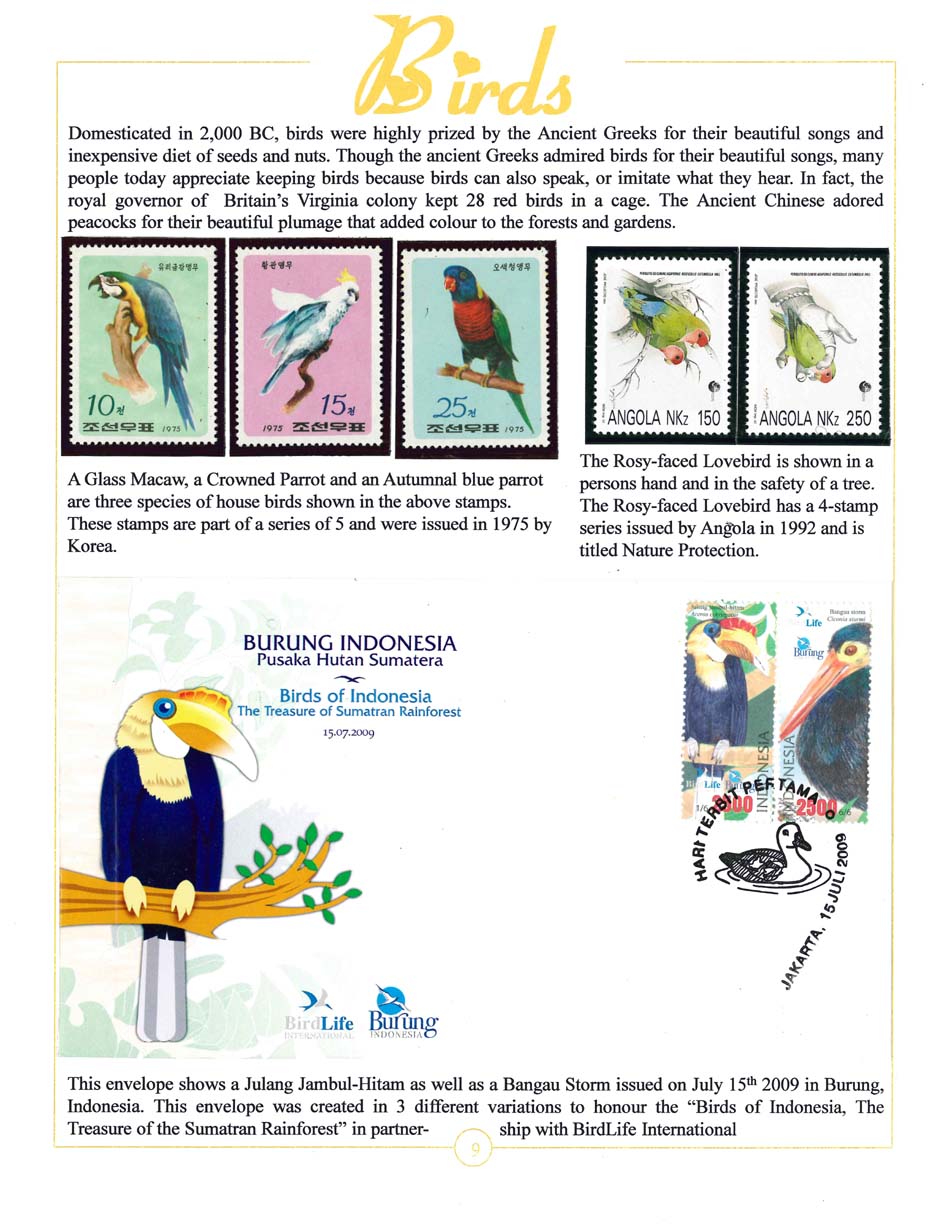 Birds
Domesticated in 2,000 BC, birds were highly prized by the Ancient Greeks for their beautiful songs and
inexpensive diet of seeds and nuts. Though the ancient Greeks admired birds for their beautiful songs, many
people today appreciate keeping birds because birds can also speak, or imitate what they hear. In fact, the
royal governor of Britain's Virginia colony kept 28 red birds in a cage. The Ancient Chinese adored
peacocks for their beautiful plumage that added colour to the forests and gardens.
유리금강앵무
10전
조선우표 1975
황관앵무
15전
1975 조선우표
오색청앵무
25전
조선우표 1975
ANGOLA NKz 150
ANGOLA NKz 250
A Glass Macaw, a Crowned Parrot and an Autumnal blue parrot
are three species of house birds shown in the above stamps.
These stamps are part of a series of 5 and were issued in 1975 by
Korea.
The Rosy-faced Lovebird is shown in a
persons hand and in the safety of a tree.
The Rosy-faced Lovebird has a 4-stamp
series issued by Angola in 1992 and is
titled Nature Protection.
BURUNG INDONESIA
Pusaka Hutan Sumatera
Birds of Indonesia
The Treasure of Sumatran Rainforest
15.07.2009
BirdLife
INTERNATIONAL
Burung
INDONESIA
Julang Jambul-hitam
Bangau storm
Ciconia stormi
Life
Burung
INDONESIA
INDONESIA
Life Burung
1/6
2500 6/6
HARI TERBIT PERTAMA
JAKARTA, 15 JULI 2009
This envelope shows a Julang Jambul-Hitam as well as a Bangau Storm issued on July 15th 2009 in Burung,
Indonesia. This envelope was created in 3 different variations to honour the "Birds of Indonesia, The
Treasure of the Sumatran Rainforest" in partner- ship with BirdLife International
9